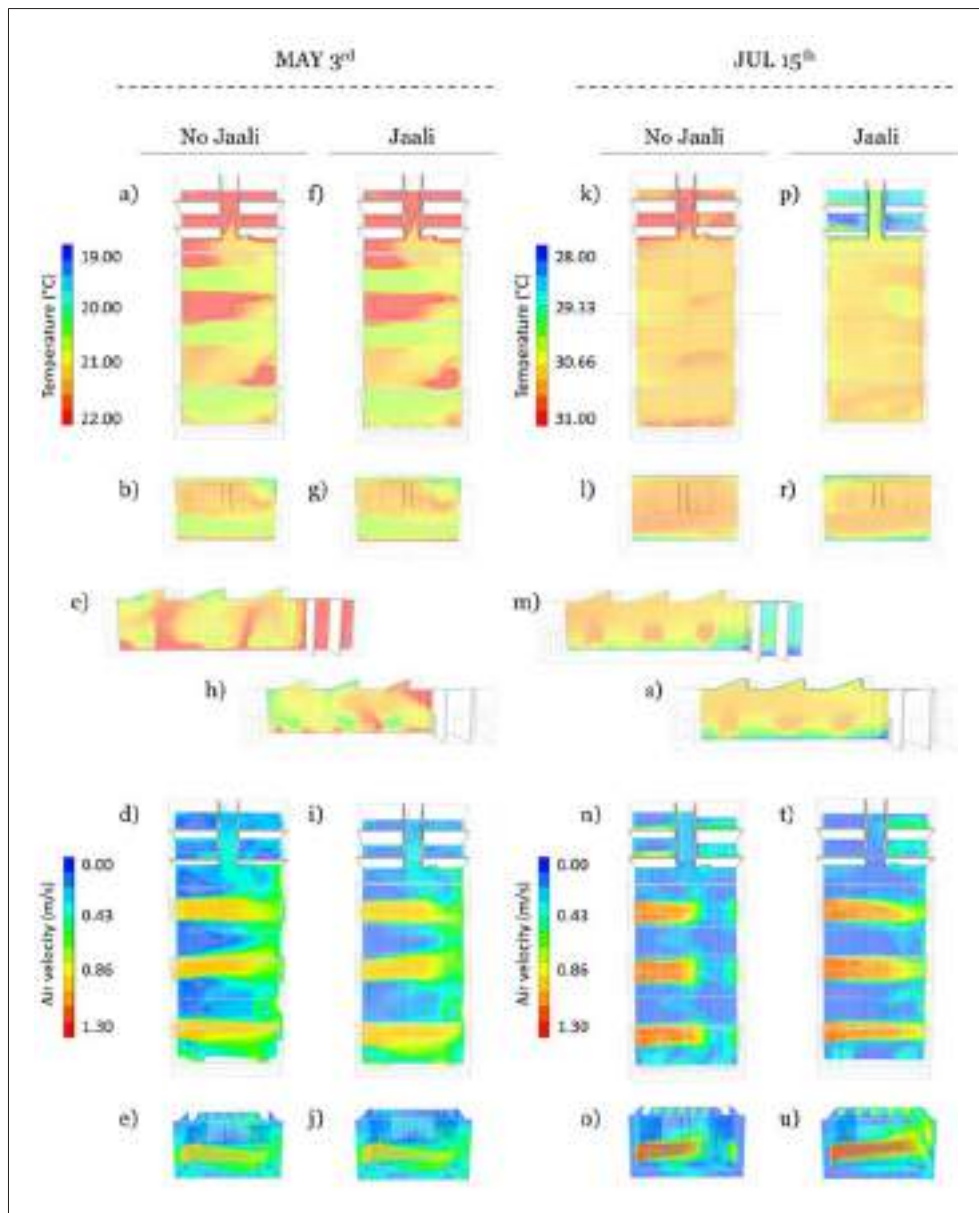 MAY 3rd
JUL 15th
No Jaali
Jaali
No Jaali
Jaali
a)
f)
k)
p)
Temperature (°C)
19.00
20.00
21.00
22.00
Temperature (°C)
28.00
29.13
30.66
31.00
b)
g)
l)
r)
c)
m)
h)
s)
d)
i)
n)
t)
Air velocity (m/s)
0.00
0.43
0.86
1.30
Air velocity (m/s)
0.00
0.43
0.86
1.30
e)
j)
o)
u)